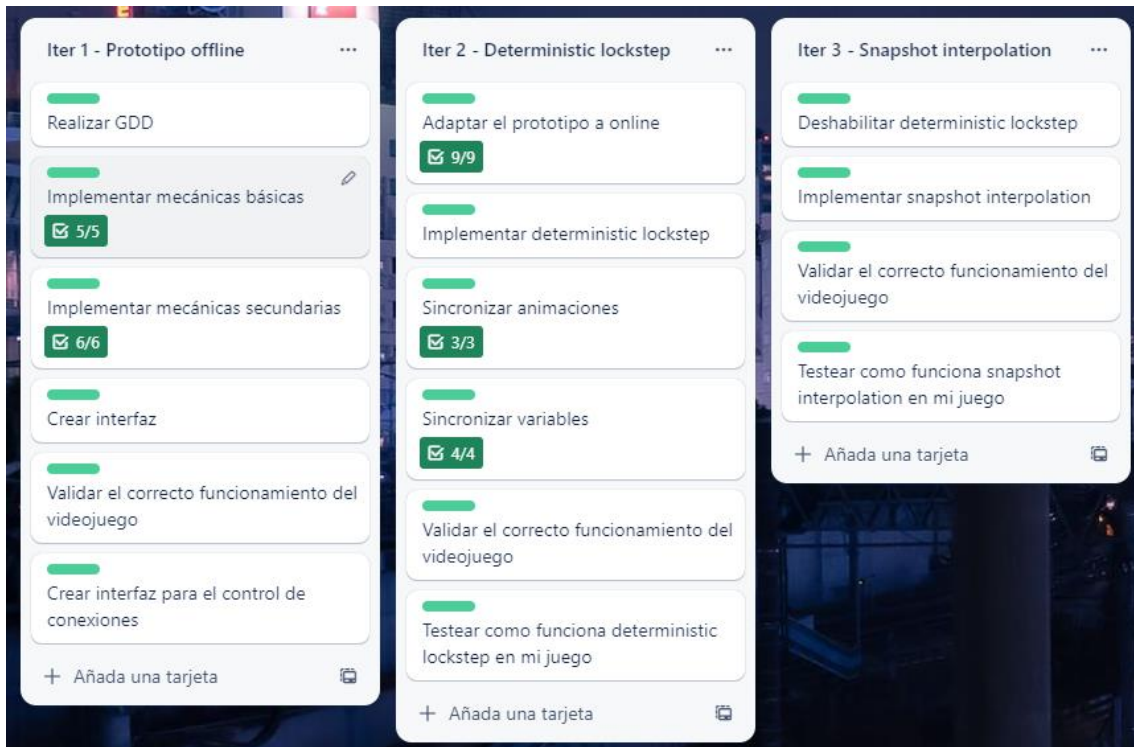 Iter 1 - Prototipo offline
Realizar GDD
Implementar mecánicas básicas
5/5
Implementar mecánicas secundarias
6/6
Crear interfaz
Validar el correcto funcionamiento del
videojuego
Crear interfaz para el control de
conexiones
+ Añada una tarjeta
Iter 2 - Deterministic lockstep
Adaptar el prototipo a online
9/9
Implementar deterministic lockstep
Sincronizar animaciones
3/3
Sincronizar variables
4/4
Validar el correcto funcionamiento del
videojuego
Testear como funciona deterministic
lockstep en mi juego
+ Añada una tarjeta
Iter 3 - Snapshot interpolation
Deshabilitar deterministic lockstep
Implementar snapshot interpolation
Validar el correcto funcionamiento del
videojuego
Testear como funciona snapshot
interpolation en mi juego
+ Añada una tarjeta